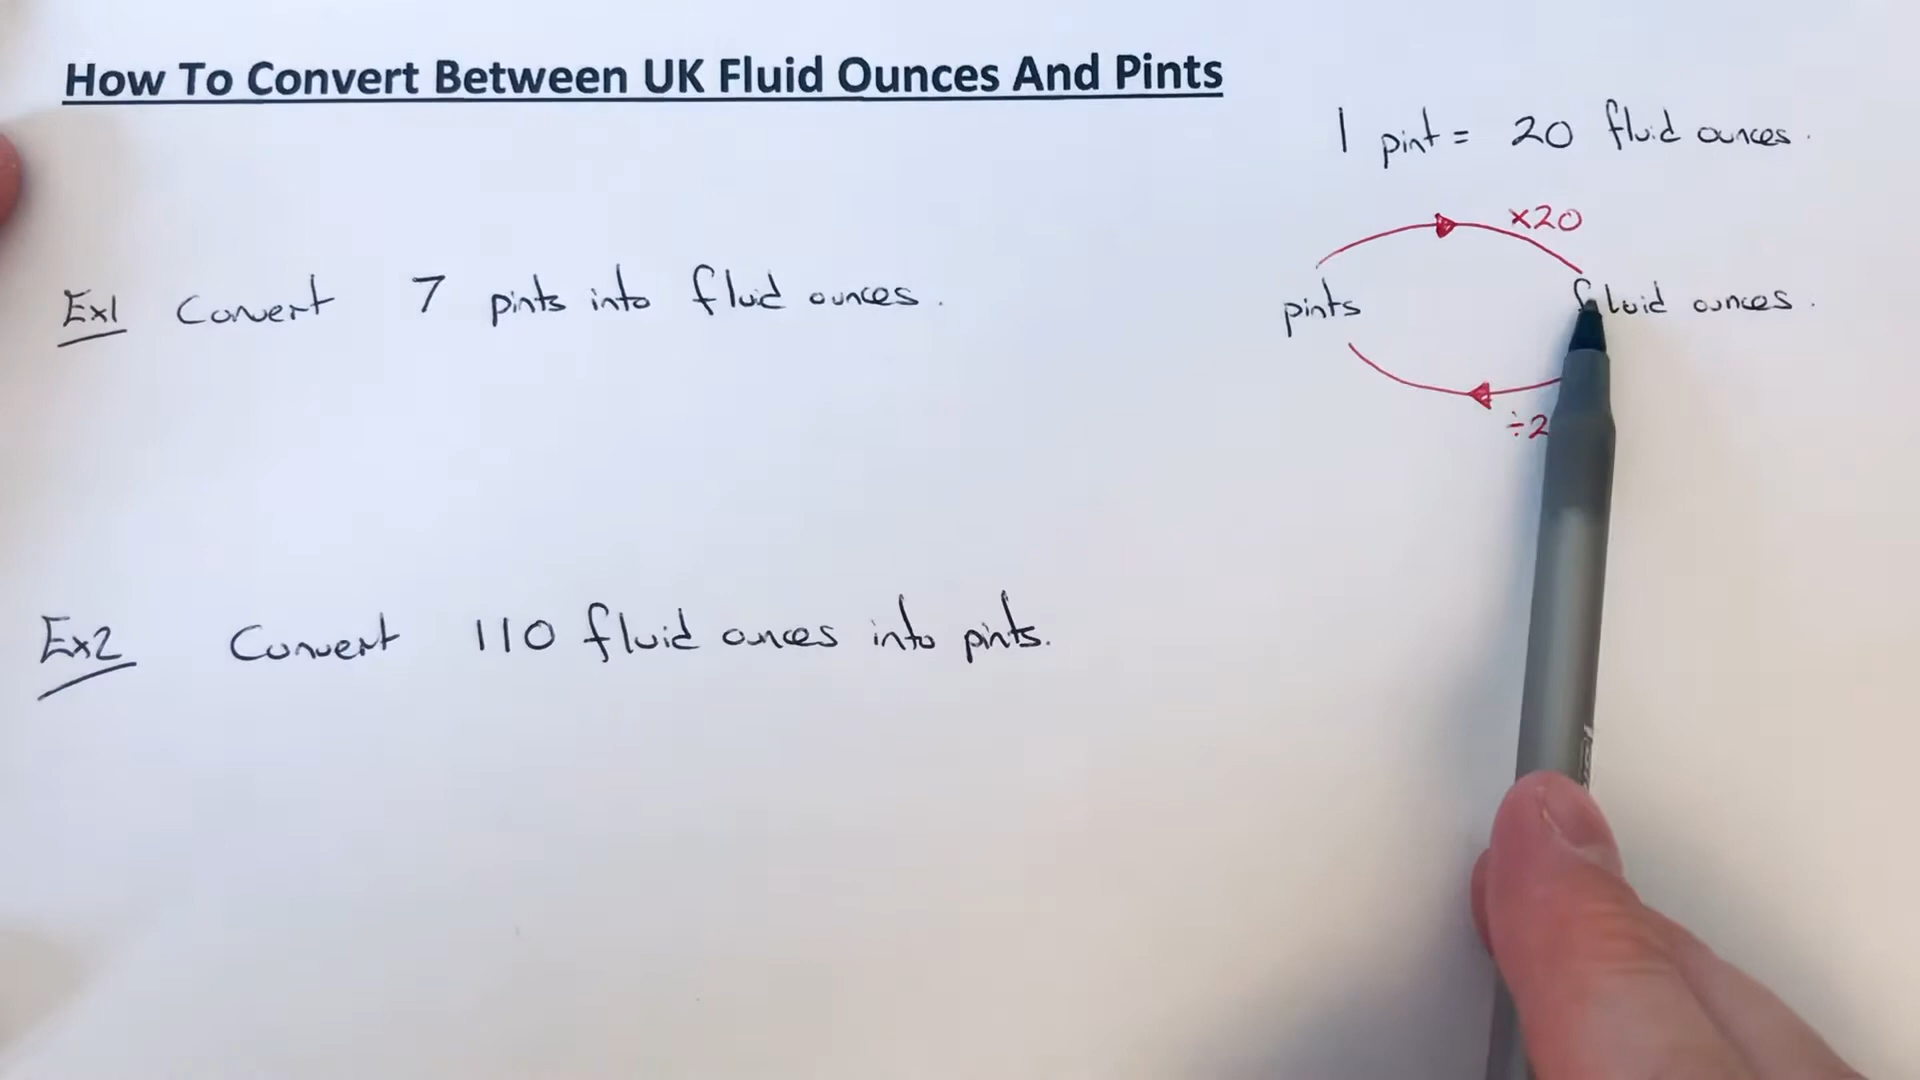 How To Convert Between UK Fluid Ounces And Pints
1 pint = 20 fluid ounces.
×20
pints fluid ounces.
÷2
Ex1 Convert 7 pints into fluid ounces.
Ex2 Convert 110 fluid ounces into pints.